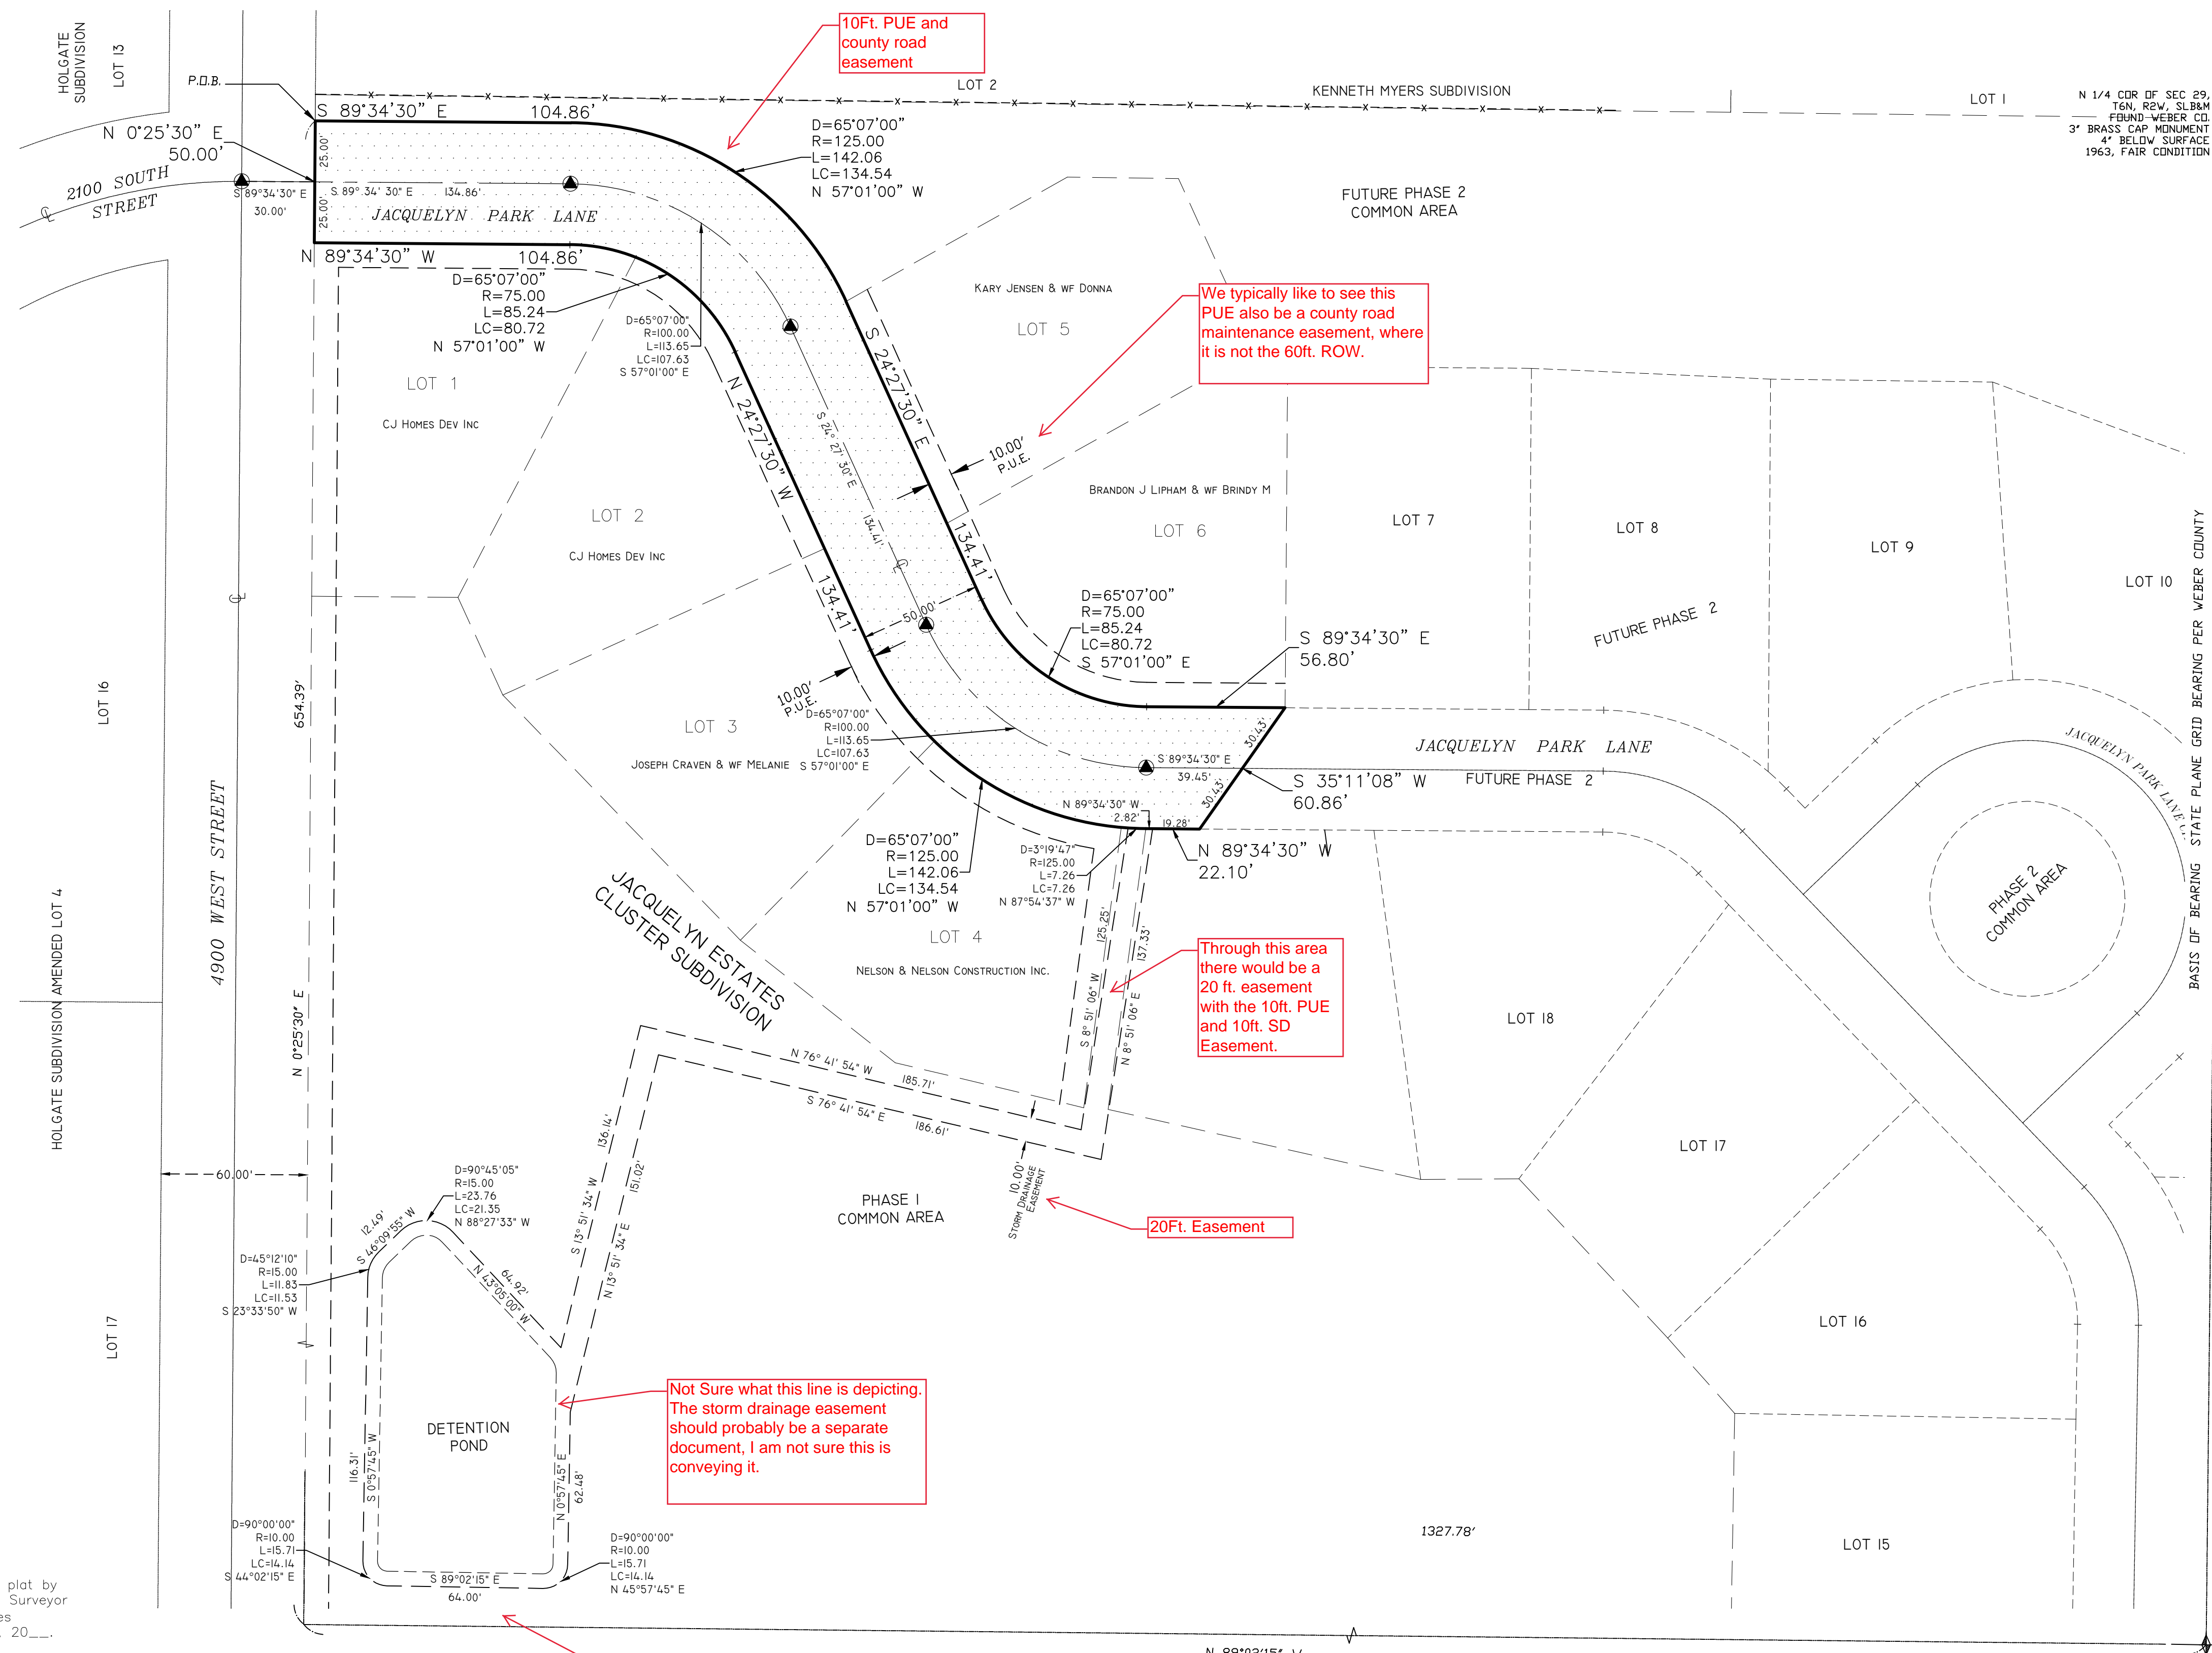 HOLGATE
SUBDIVISION
LOT 13
P.O.B.
10Ft. PUE and
county road
easement
LOT 2
KENNETH MYERS SUBDIVISION
LOT 1
N 1/4 COR OF SEC 29,
T6N, R2W, SLB&M
FOUND WEBER CO.
3" BRASS CAP MONUMENT
4" BELOW SURFACE
1963, FAIR CONDITION
S 89°34'30" E 104.86'
N 0°25'30" E
50.00'
2100 SOUTH
STREET
S 89°34'30" E
30.00'
25.00'
25.00'
S 89° 34' 30" E 134.86'
JACQUELYN PARK LANE
D=65°07'00"
R=125.00
L=142.06
LC=134.54
N 57°01'00" W
FUTURE PHASE 2
COMMON AREA
N 89°34'30" W 104.86'
D=65°07'00"
R=75.00
L=85.24
LC=80.72
N 57°01'00" W
D=65°07'00"
R=100.00
L=113.65
LC=107.63
S 57°01'00" E
KARY JENSEN & WF DONNA
LOT 5
We typically like to see this
PUE also be a county road
maintenance easement, where
it is not the 60ft. ROW.
LOT 1
CJ HOMES DEV INC
S 24°27'30" E
134.41'
N 24°27'30" W
134.41'
S 24° 27' 30" E
134.41'
10.00'
P.U.E.
BRANDON J LIPHAM & WF BRINDY M
LOT 6
LOT 2
CJ HOMES DEV INC
LOT 7
LOT 8
LOT 9
LOT 10
FUTURE PHASE 2
BASIS OF BEARING STATE PLANE GRID BEARING PER WEBER COUNTY
50.00'
D=65°07'00"
R=75.00
L=85.24
LC=80.72
S 57°01'00" E
S 89°34'30" E
56.80'
10.00'
P.U.E.
LOT 3
JOSEPH CRAVEN & WF MELANIE
D=65°07'00"
R=100.00
L=113.65
LC=107.63
S 57°01'00" E
S 89°34'30" E
39.45'
30.43'
30.43'
S 35°11'08" W
60.86'
JACQUELYN PARK LANE
FUTURE PHASE 2
JACQUELYN PARK LANE
N 89°34'30" W
2.82'
19.28'
N 89°34'30" W
22.10'
D=65°07'00"
R=125.00
L=142.06
LC=134.54
N 57°01'00" W
D=3°19'47"
R=125.00
L=7.26
LC=7.26
N 87°54'37" W
LOT 16
654.39'
4900 WEST STREET
N 0°25'30" E
HOLGATE SUBDIVISION AMENDED LOT 4
PHASE 2
COMMON AREA
JACQUELYN ESTATES
CLUSTER SUBDIVISION
LOT 4
NELSON & NELSON CONSTRUCTION INC.
125.25'
S 8° 51' 06" W
137.33'
N 8° 51' 06" E
Through this area
there would be a
20 ft. easement
with the 10ft. PUE
and 10ft. SD
Easement.
LOT 18
N 76° 41' 54" W 185.71'
S 76° 41' 54" E 186.61'
136.14'
S 13° 51' 34" W
151.02'
N 13° 51' 34" E
10.00'
STORM DRAINAGE
EASEMENT
20Ft. Easement
PHASE 1
COMMON AREA
LOT 17
60.00'
D=90°45'05"
R=15.00
L=23.76
LC=21.35
N 88°27'33" W
12.49'
S 46°09'55" W
D=45°12'10"
R=15.00
L=11.83
LC=11.53
S 23°33'50" W
64.92'
N 43°05'00" W
LOT 17
LOT 16
Not Sure what this line is depicting.
The storm drainage easement
should probably be a separate
document, I am not sure this is
conveying it.
DETENTION
POND
116.31'
S 0°57'45" W
N 0°57'45" E
62.48'
D=90°00'00"
R=10.00
L=15.71
LC=14.14
S 44°02'15" E
S 89°02'15" E
64.00'
D=90°00'00"
R=10.00
L=15.71
LC=14.14
N 45°57'45" E
1327.78'
LOT 15
plat by
Surveyor
20__.
N 89°02'15" W